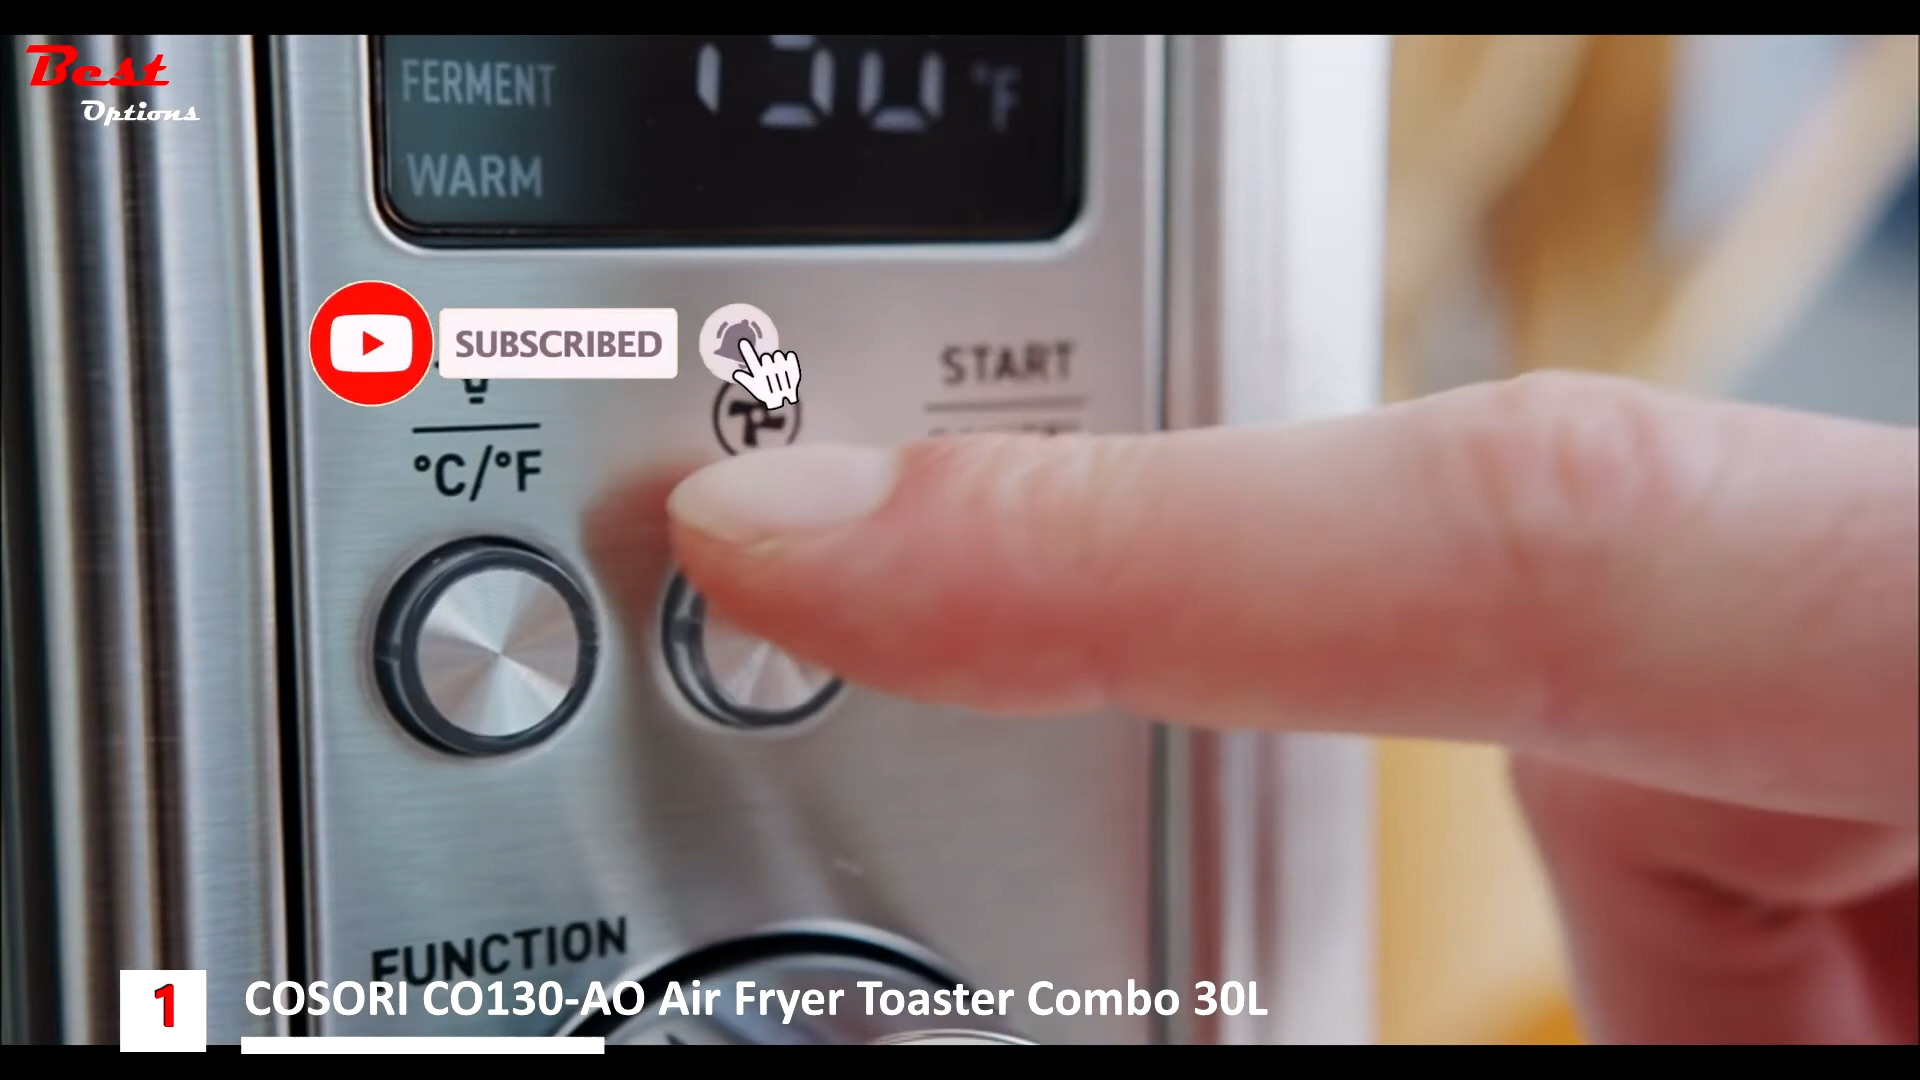 Best
Options
FERMENT
°F
WARM
SUBSCRIBED
START
°C/°F
FUNCTION
1
COSORI CO130-AO Air Fryer Toaster Combo 30L